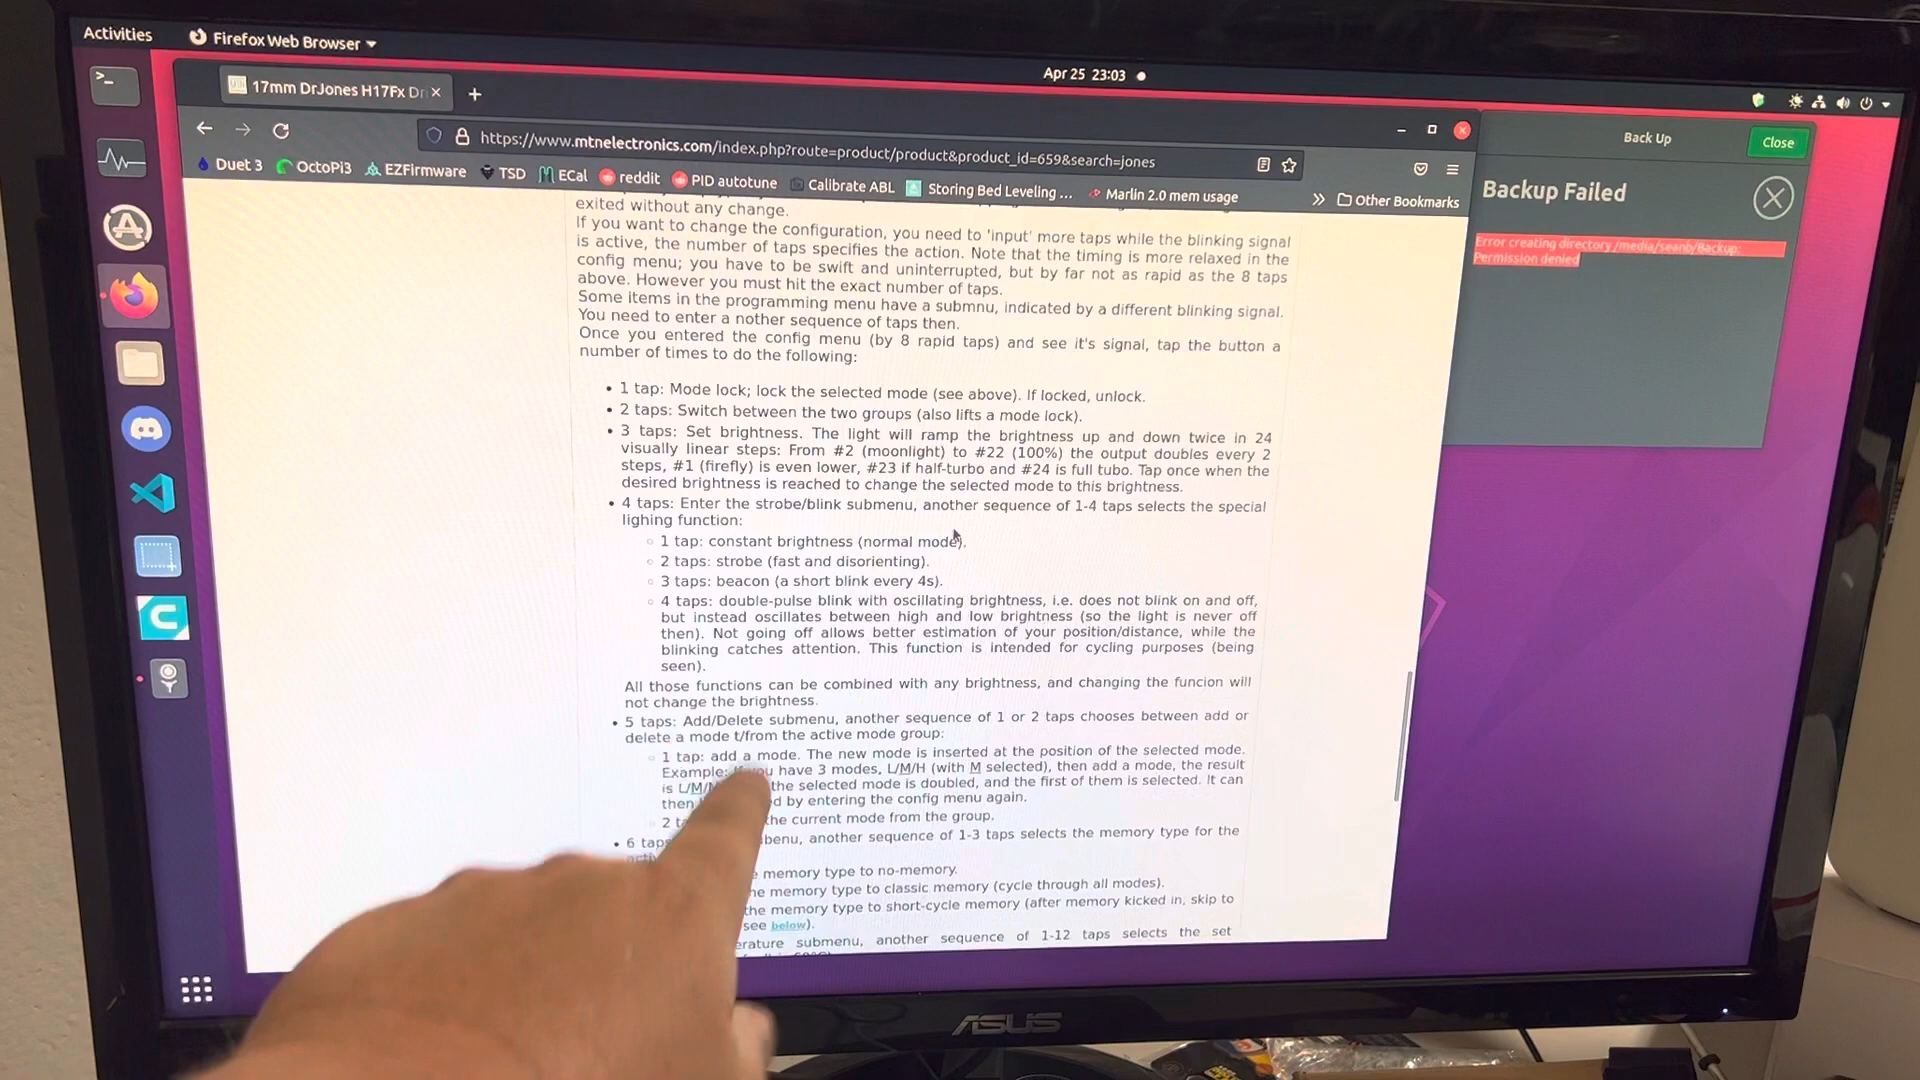 Activities
Firefox Web Browser
Apr 25 23:03
17mm DrJones H17Fx Dr
https://www.mtnelectronics.com/index.php?route=product/product&product_id=659&search=jones
Duet 3
OctoPi3
EZFirmware
TSD
ECal
reddit
PID autotune
Calibrate ABL
Storing Bed Leveling ...
Marlin 2.0 mem usage
Other Bookmarks
Back Up
Close
Backup Failed
Error creating directory /media/seanb/Backup:
Permission denied
exited without any change.
If you want to change the configuration, you need to 'input' more taps while the blinking signal
is active, the number of taps specifies the action. Note that the timing is more relaxed in the
config menu; you have to be swift and uninterrupted, but by far not as rapid as the 8 taps
above. However you must hit the exact number of taps.
Some items in the programming menu have a submnu, indicated by a different blinking signal.
You need to enter a nother sequence of taps then.
Once you entered the config menu (by 8 rapid taps) and see it's signal, tap the button a
number of times to do the following:
• 1 tap: Mode lock; lock the selected mode (see above). If locked, unlock.
• 2 taps: Switch between the two groups (also lifts a mode lock).
• 3 taps: Set brightness. The light will ramp the brightness up and down twice in 24
visually linear steps: From #2 (moonlight) to #22 (100%) the output doubles every 2
steps, #1 (firefly) is even lower, #23 if half-turbo and #24 is full tubo. Tap once when the
desired brightness is reached to change the selected mode to this brightness.
• 4 taps: Enter the strobe/blink submenu, another sequence of 1-4 taps selects the special
lighing function:
1 tap: constant brightness (normal mode).
2 taps: strobe (fast and disorienting).
3 taps: beacon (a short blink every 4s).
4 taps: double-pulse blink with oscillating brightness, i.e. does not blink on and off,
but instead oscillates between high and low brightness (so the light is never off
then). Not going off allows better estimation of your position/distance, while the
blinking catches attention. This function is intended for cycling purposes (being
seen).
All those functions can be combined with any brightness, and changing the funcion will
not change the brightness.
• 5 taps: Add/Delete submenu, another sequence of 1 or 2 taps chooses between add or
delete a mode t/from the active mode group:
1 tap: add a mode. The new mode is inserted at the position of the selected mode.
Example: you have 3 modes, L/M/H (with M selected), then add a mode, the result
is L/M/ the selected mode is doubled, and the first of them is selected. It can
then by entering the config menu again.
2 the current mode from the group.
• 6 taps another sequence of 1-3 taps selects the memory type for the
memory type to no-memory.
memory type to classic memory (cycle through all modes).
the memory type to short-cycle memory (after memory kicked in, skip to
see below).
submenu, another sequence of 1-12 taps selects the set
ASUS